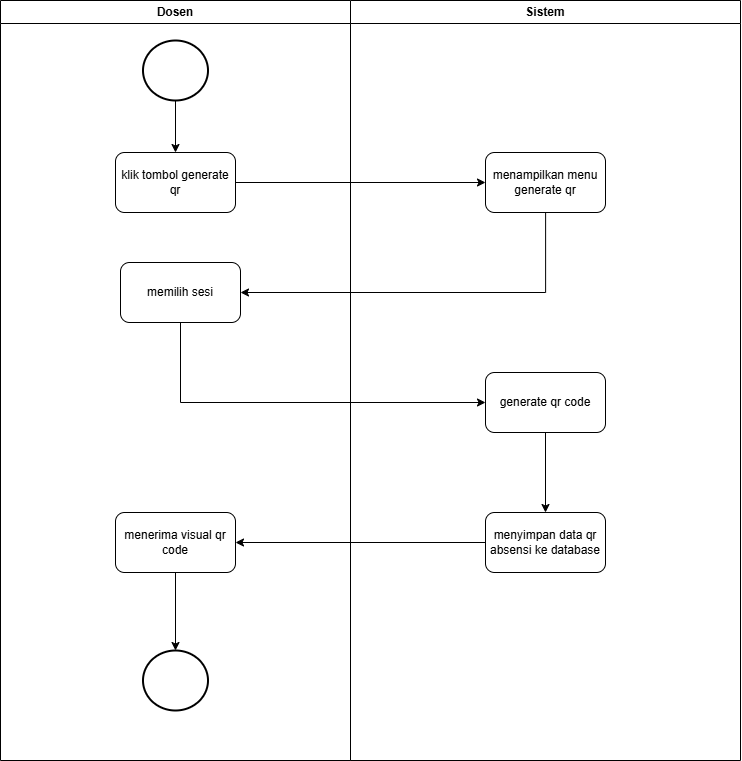 Dosen
Sistem
klik tombol generate
qr
menampilkan menu
generate qr
memilih sesi
generate qr code
menerima visual qr
code
menyimpan data qr
absensi ke database